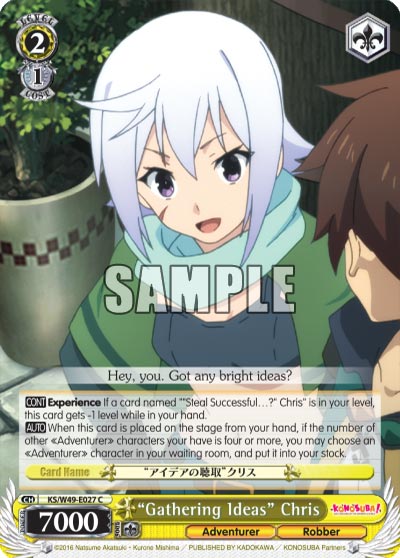 LEVEL
2
1
COST
SAMPLE
Hey, you. Got any bright ideas?
CONT Experience If a card named ""Steal Successful…?" Chris" is in your level,
this card gets -1 level while in your hand.
AUTO When this card is placed on the stage from your hand, if the number of
other «Adventurer» characters your have is four or more, you may choose an
«Adventurer» character in your waiting room, and put it into your stock.
Card Name
"アイデアの聴取"クリス
CH KS/W49-E027 C
POWER 7000
"Gathering Ideas" Chris
KONOSUBA!
Adventurer
Robber
©2016 Natsume Akatsuki・Kurone Mishima / PUBLISHED BY KADOKAWA / KONOSUBA Partners